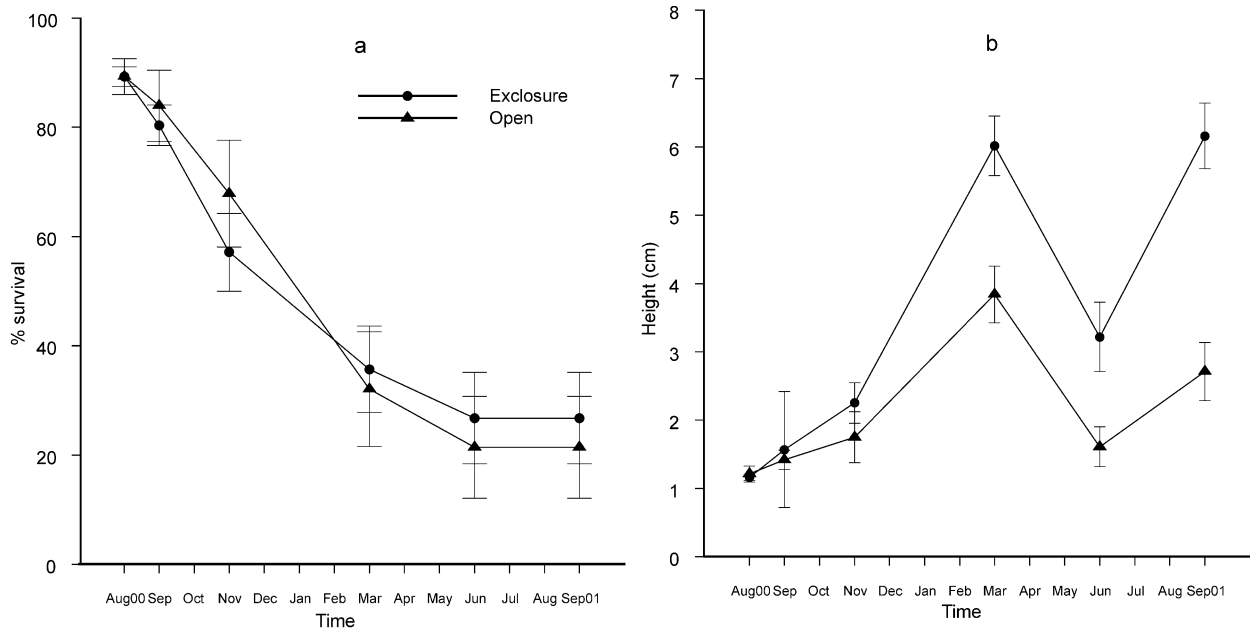 a
Exclosure
Open
100
80
60
40
20
0
% survival
Aug00 Sep Oct Nov Dec Jan Feb Mar Apr May Jun Jul Aug Sep01
Time
b
8
7
6
5
4
3
2
1
0
Height (cm)
Aug00 Sep Oct Nov Dec Jan Feb Mar Apr May Jun Jul Aug Sep01
Time